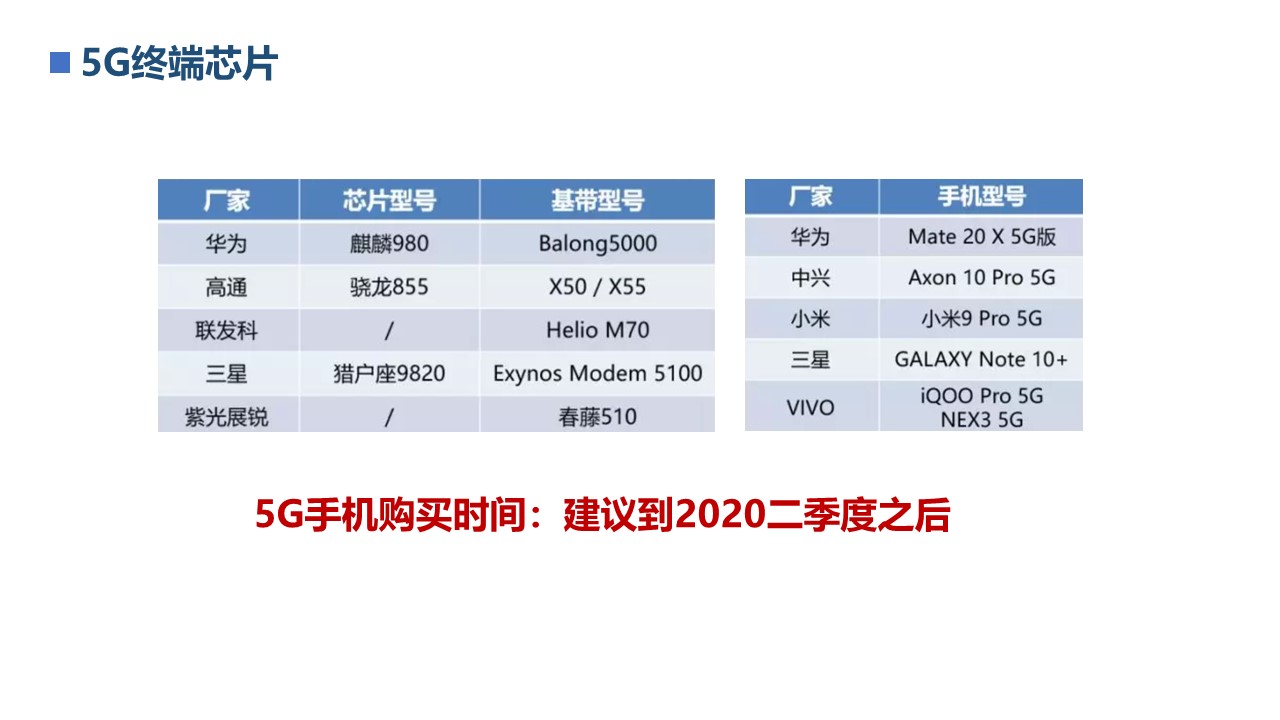 5G终端芯片
厂家 芯片型号 基带型号
华为 麒麟980 Balong5000
高通 骁龙855 X50 / X55
联发科 / Helio M70
三星 猎户座9820 Exynos Modem 5100
紫光展锐 / 春藤510
厂家 手机型号
华为 Mate 20 X 5G版
中兴 Axon 10 Pro 5G
小米 小米9 Pro 5G
三星 GALAXY Note 10+
VIVO iQOO Pro 5G
NEX3 5G
5G手机购买时间：建议到2020二季度之后